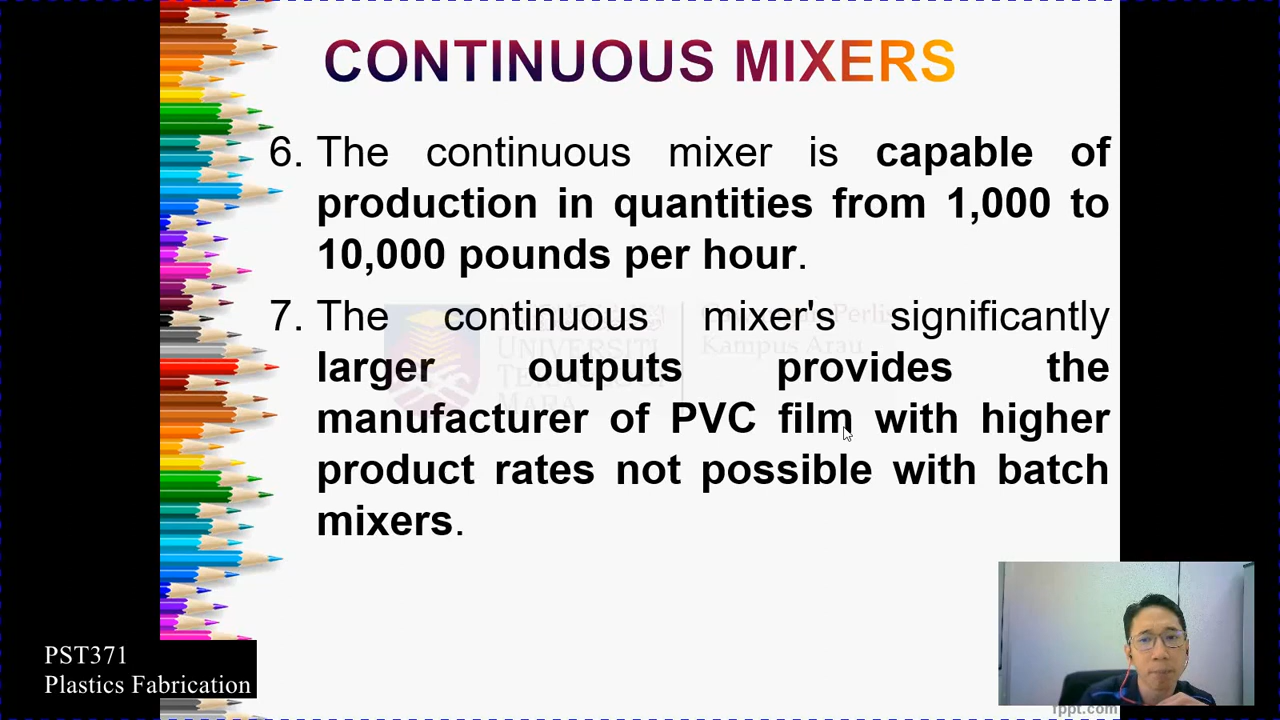 CONTINUOUS MIXERS
6. The continuous mixer is capable of
production in quantities from 1,000 to
10,000 pounds per hour.
7. The continuous mixer's significantly
larger outputs provides the
manufacturer of PVC film with higher
product rates not possible with batch
mixers.
UNIVERSITI
TEKNOLOGI
MARA
Perlis
Kampus Arau
PST371
Plastics Fabrication
fppt.com